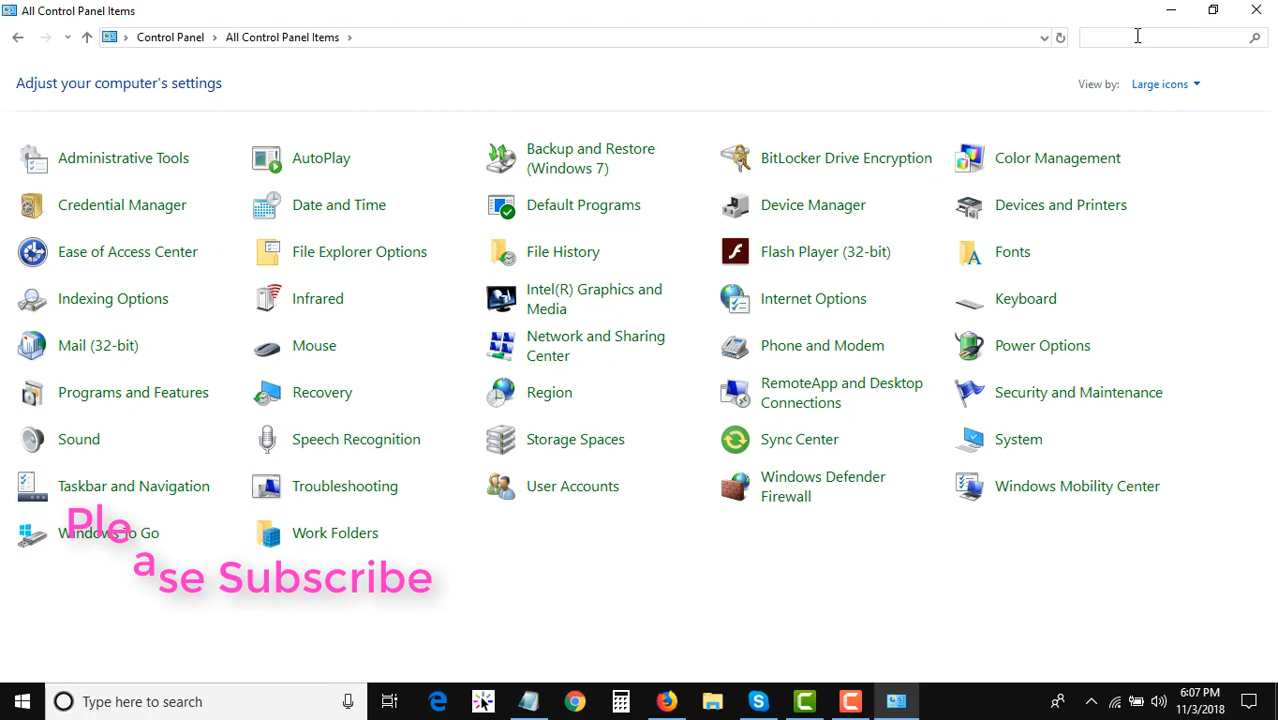 All Control Panel Items
Control Panel > All Control Panel Items >
Adjust your computer's settings
View by: Large icons
Administrative Tools
AutoPlay
Backup and Restore
(Windows 7)
BitLocker Drive Encryption
Color Management
Credential Manager
Date and Time
Default Programs
Device Manager
Devices and Printers
Ease of Access Center
File Explorer Options
File History
Flash Player (32-bit)
Fonts
Indexing Options
Infrared
Intel(R) Graphics and
Media
Internet Options
Keyboard
Mail (32-bit)
Mouse
Network and Sharing
Center
Phone and Modem
Power Options
Programs and Features
Recovery
Region
RemoteApp and Desktop
Connections
Security and Maintenance
Sound
Speech Recognition
Storage Spaces
Sync Center
System
Taskbar and Navigation
Troubleshooting
User Accounts
Windows Defender
Firewall
Windows Mobility Center
Windows To Go
Work Folders
Please Subscribe
Type here to search
6:07 PM
11/3/2018